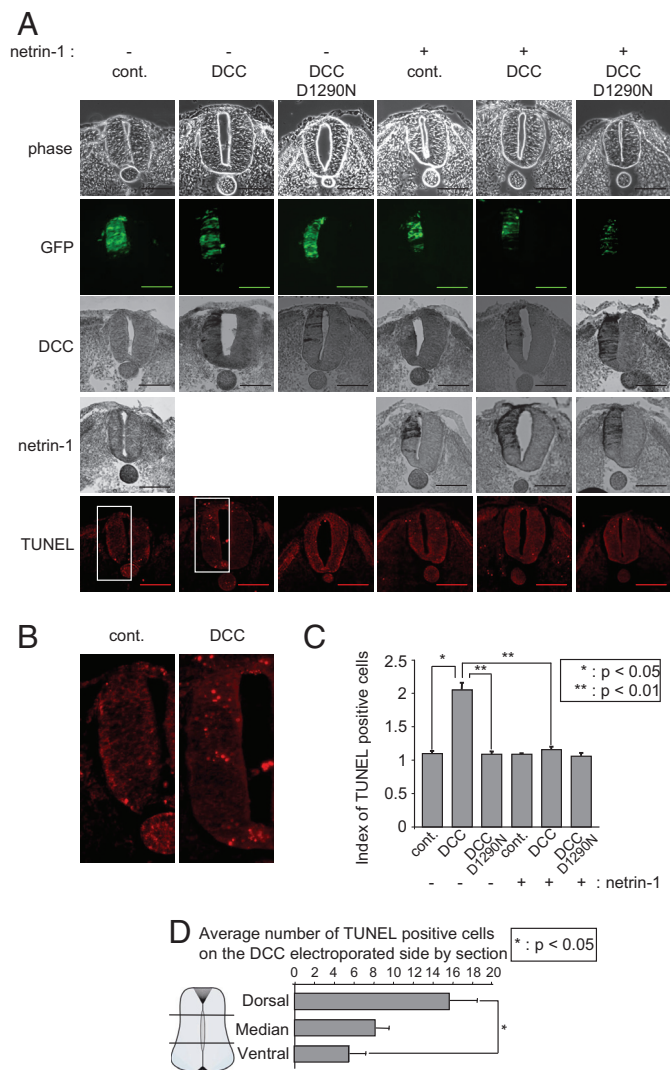 A
netrin-1 : - - - + + +
cont. DCC DCC D1290N cont. DCC DCC D1290N
phase
GFP
DCC
netrin-1
TUNEL
B
cont. DCC
C
* : p < 0.05
** : p < 0.01
* ** **
Index of TUNEL positive cells
2.5
2
1.5
1
0.5
0
cont. DCC DCC D1290N cont. DCC DCC D1290N
- - - + + + : netrin-1
D
Average number of TUNEL positive cells
on the DCC electroporated side by section
* : p < 0.05
0 2 4 6 8 10 12 14 16 18 20
Dorsal
Median
Ventral
*